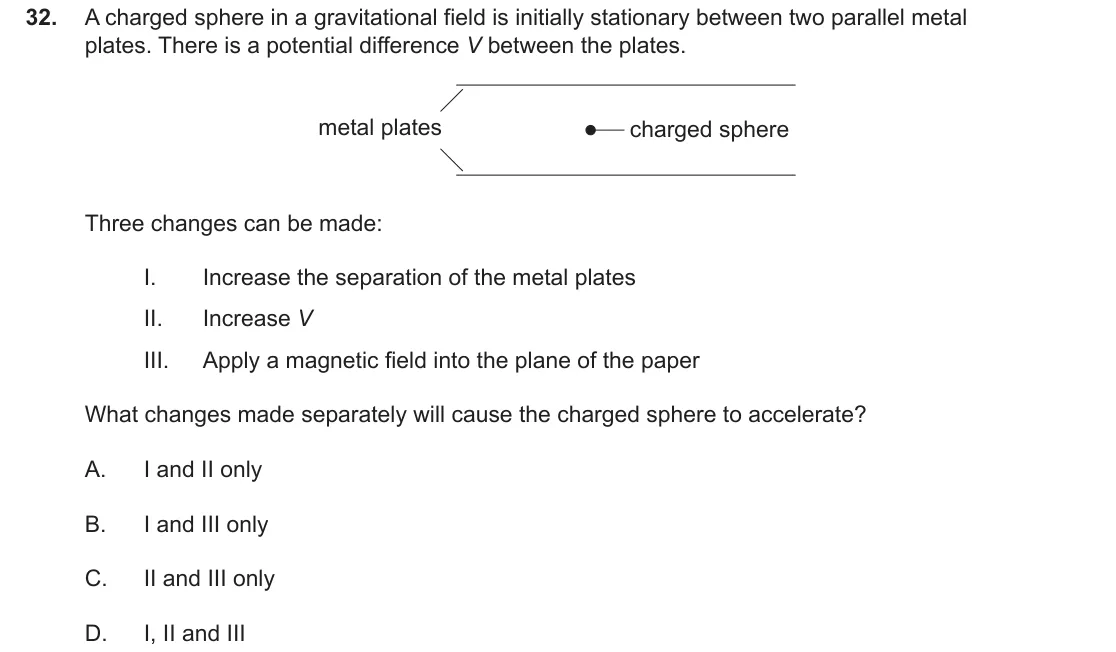 32. A charged sphere in a gravitational field is initially stationary between two parallel metal
plates. There is a potential difference V between the plates.
metal plates
charged sphere
Three changes can be made:
I. Increase the separation of the metal plates
II. Increase V
III. Apply a magnetic field into the plane of the paper
What changes made separately will cause the charged sphere to accelerate?
A. I and II only
B. I and III only
C. II and III only
D. I, II and III